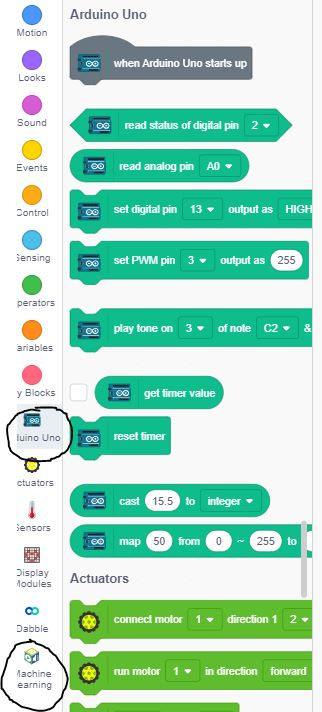 Motion
Looks
Sound
Events
Control
Sensing
perators
ariables
y Blocks
duino Uno
ctuators
Sensors
Display
Modules
Dabble
Machine
earning
Arduino Uno
when Arduino Uno starts up
read status of digital pin 2
read analog pin A0
set digital pin 13 output as HIGH
set PWM pin 3 output as 255
play tone on 3 of note C2 &
get timer value
reset timer
cast 15.5 to integer
map 50 from 0 ~ 255 to
Actuators
connect motor 1 direction 1 2
run motor 1 in direction forward